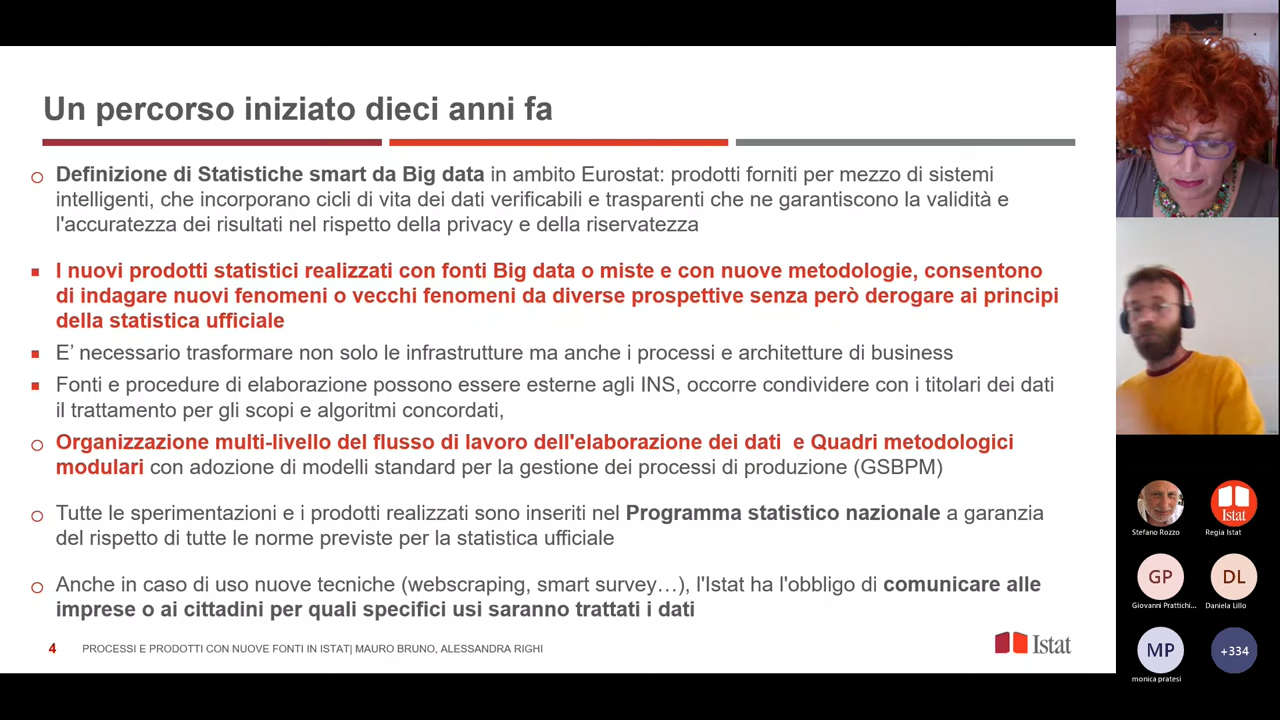 Un percorso iniziato dieci anni fa
Definizione di Statistiche smart da Big data in ambito Eurostat: prodotti forniti per mezzo di sistemi
intelligenti, che incorporano cicli di vita dei dati verificabili e trasparenti che ne garantiscono la validità e
l'accuratezza dei risultati nel rispetto della privacy e della riservatezza
I nuovi prodotti statistici realizzati con fonti Big data o miste e con nuove metodologie, consentono
di indagare nuovi fenomeni o vecchi fenomeni da diverse prospettive senza però derogare ai principi
della statistica ufficiale
E’ necessario trasformare non solo le infrastrutture ma anche i processi e architetture di business
Fonti e procedure di elaborazione possono essere esterne agli INS, occorre condividere con i titolari dei dati
il trattamento per gli scopi e algoritmi concordati,
Organizzazione multi-livello del flusso di lavoro dell'elaborazione dei dati e Quadri metodologici
modulari con adozione di modelli standard per la gestione dei processi di produzione (GSBPM)
Tutte le sperimentazioni e i prodotti realizzati sono inseriti nel Programma statistico nazionale a garanzia
del rispetto di tutte le norme previste per la statistica ufficiale
Anche in caso di uso nuove tecniche (webscraping, smart survey…), l'Istat ha l'obbligo di comunicare alle
imprese o ai cittadini per quali specifici usi saranno trattati i dati
4 PROCESSI E PRODOTTI CON NUOVE FONTI IN ISTAT| MAURO BRUNO, ALESSANDRA RIGHI
Istat
Istat
Stefano Rozzo Regia Istat
GP DL
Giovanni Prattichi... Daniela Lillo
MP +334
monica pratesi